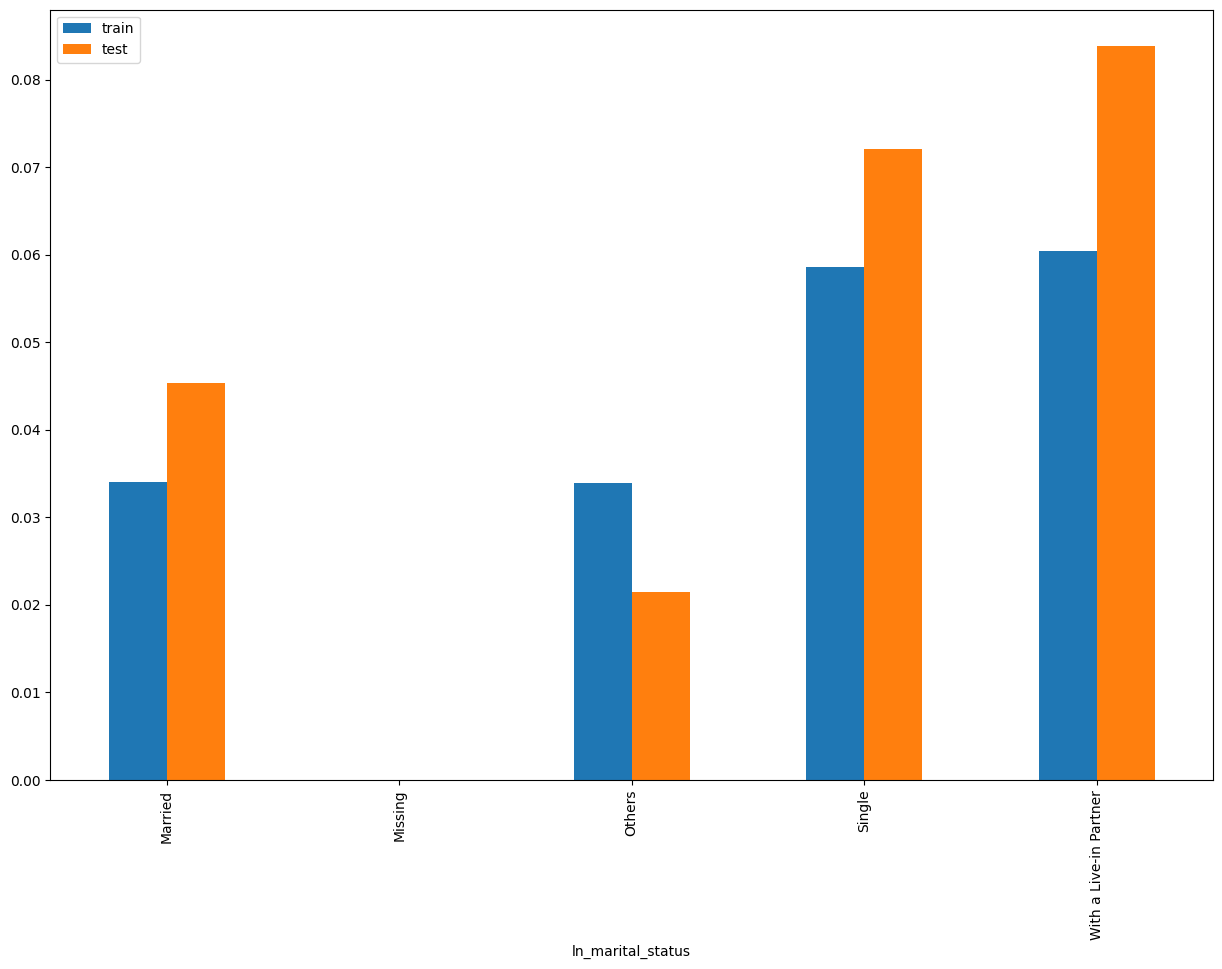 train
test
0.08
0.07
0.06
0.05
0.04
0.03
0.02
0.01
0.00
Married
Missing
Others
Single
With a Live-in Partner
ln_marital_status